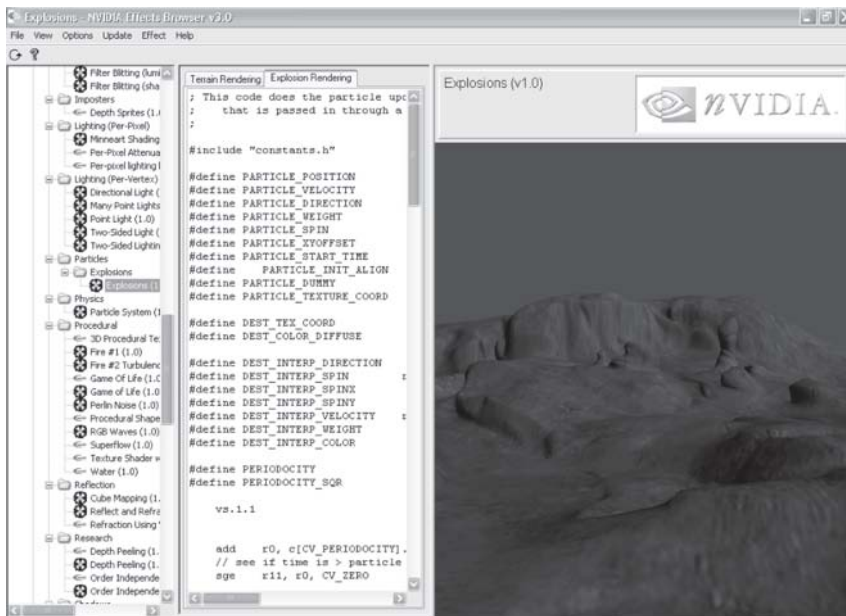 Explosions - NVIDIA Effects Browser v3.0
File View Options Update Effect Help
Filter Blitting (lumi
Filter Blitting (sha
Imposters
Depth Sprites (1.
Lighting (Per-Pixel)
Minneart Shading
Per-Pixel Attenua
Per-pixel lighting
Lighting (Per-Vertex)
Directional Light (
Many Point Lights
Point Light (1.0)
Two-Sided Light (
Two-Sided Lightin
Particles
Explosions
Explosions (1
Physics
Particle System (1
Procedural
3D Procedural Te
Fire #1 (1.0)
Fire #2 Turbulenc
Game Of Life (1.0
Game of Life (1.0
Perlin Noise (1.0)
Procedural Shape
RGB Waves (1.0)
Superflow (1.0)
Texture Shader
Water (1.0)
Reflection
Cube Mapping (1.
Reflect and Refra
Refraction Using
Research
Depth Peeling (1.
Depth Peeling (1.
Order Independe
Order Independe
Terrain Rendering Explosion Rendering
; This code does the particle upd
; that is passed in through a
;
#include "constants.h"
#define PARTICLE_POSITION
#define PARTICLE_VELOCITY
#define PARTICLE_DIRECTION
#define PARTICLE_WEIGHT
#define PARTICLE_SPIN
#define PARTICLE_XYOFFSET
#define PARTICLE_START_TIME
#define PARTICLE_INIT_ALIGN
#define PARTICLE_DUMMY
#define PARTICLE_TEXTURE_COORD
#define DEST_TEX_COORD
#define DEST_COLOR_DIFFUSE
#define DEST_INTERP_DIRECTION
#define DEST_INTERP_SPIN r
#define DEST_INTERP_SPINX
#define DEST_INTERP_SPINY
#define DEST_INTERP_VELOCITY r
#define DEST_INTERP_WEIGHT
#define DEST_INTERP_COLOR
#define PERIODOCITY
#define PERIODOCITY_SQR
vs.1.1
add r0, c[CV_PERIODOCITY].
// see if time is > particle
sge r11, r0, CV_ZERO
Explosions (v1.0)
nVIDIA.